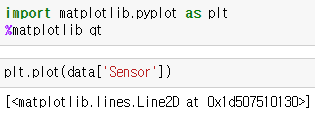 import matplotlib.pyplot as plt
%matplotlib qt
plt.plot(data['Sensor'])
[<matplotlib.lines.Line2D at 0x1d507510130>]